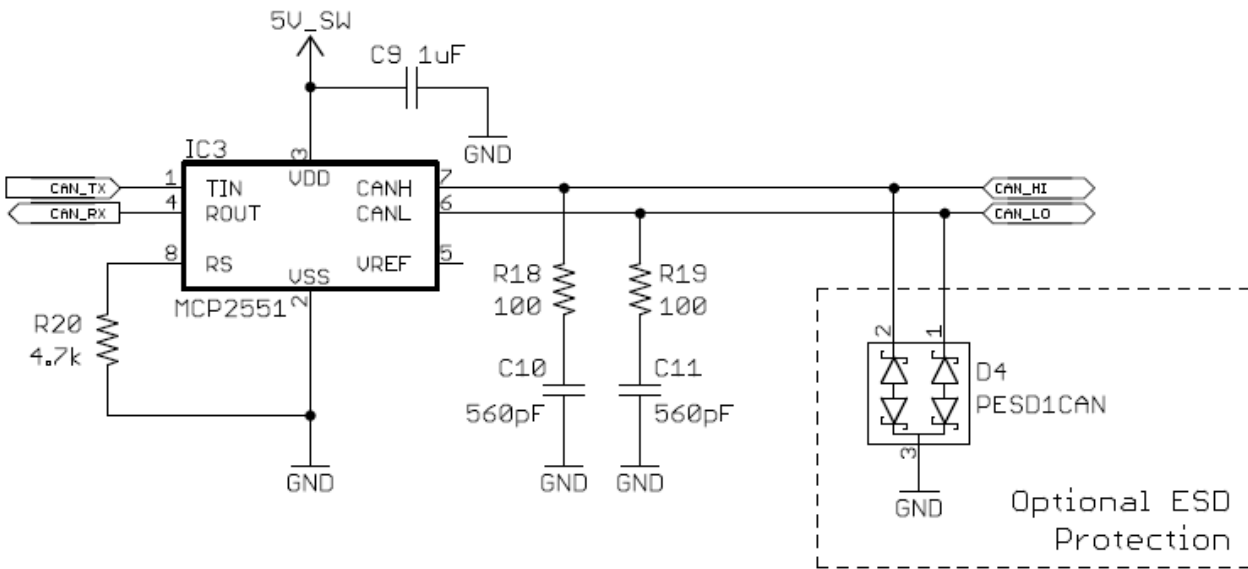 5V_SW
C9 1uF
GND
IC3
3
VDD
CAN_TX
1
TIN
CANH
7
CAN_HI
CAN_RX
4
ROUT
CANL
6
CAN_LO
8
RS
VREF
5
VSS
2
MCP2551
R18
100
R19
100
R20
4.7k
C10
560pF
C11
560pF
2
1
D4
PESD1CAN
3
GND
GND
GND
GND
Optional ESD
Protection